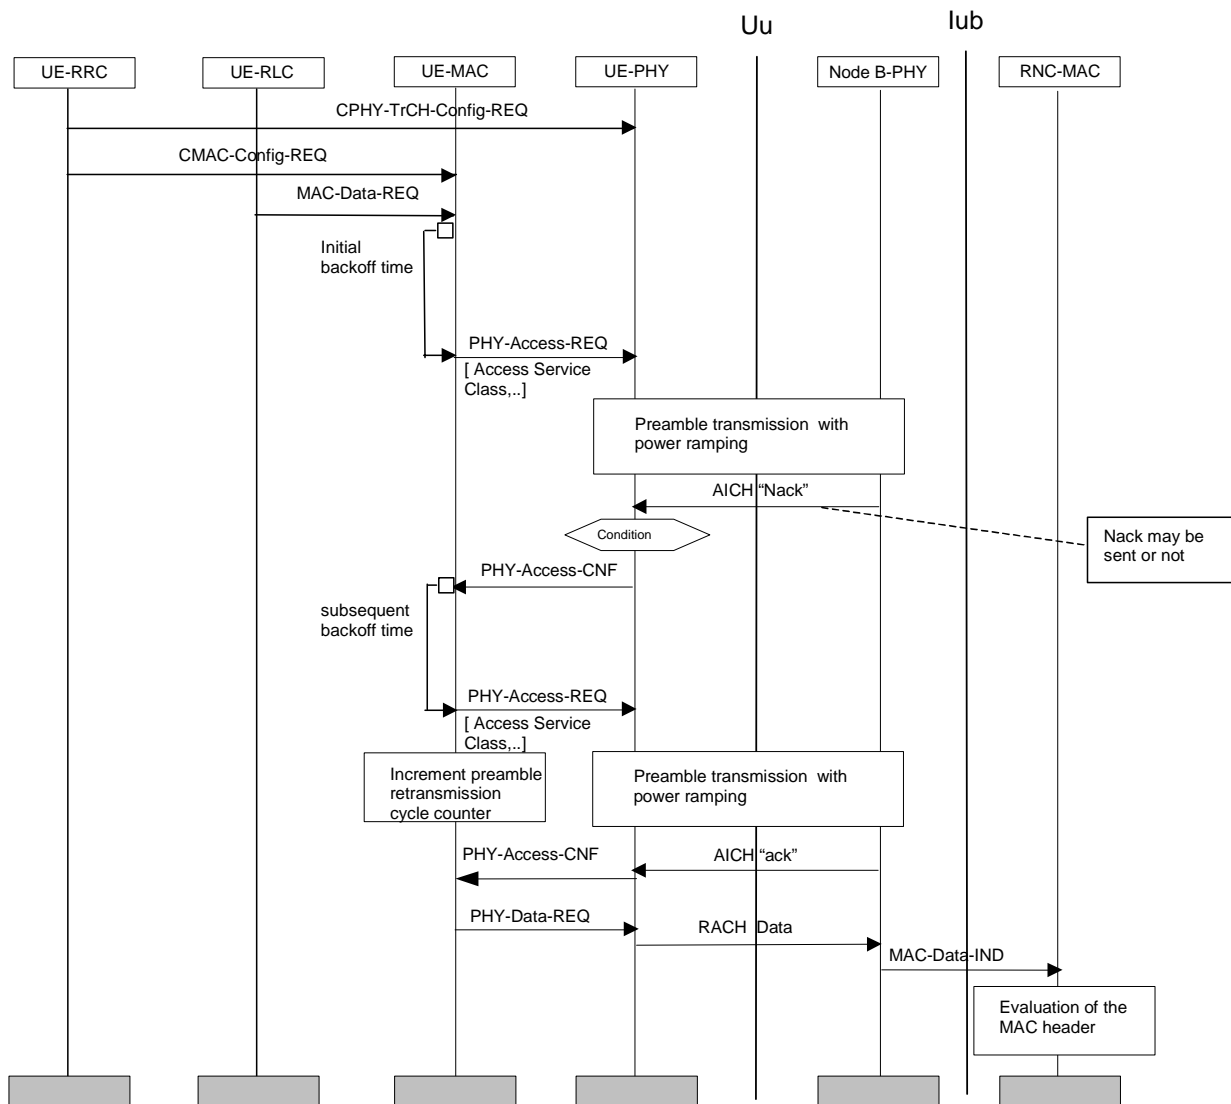 Uu
Iub
UE-RRC
UE-RLC
UE-MAC
UE-PHY
Node B-PHY
RNC-MAC
CPHY-TrCH-Config-REQ
CMAC-Config-REQ
MAC-Data-REQ
Initial
backoff time
PHY-Access-REQ
[ Access Service
Class,..]
Preamble transmission with
power ramping
AICH “Nack”
Condition
Nack may be
sent or not
PHY-Access-CNF
subsequent
backoff time
PHY-Access-REQ
[ Access Service
Class,..]
Increment preamble
retransmission
cycle counter
Preamble transmission with
power ramping
PHY-Access-CNF
AICH “ack”
PHY-Data-REQ
RACH Data
MAC-Data-IND
Evaluation of the
MAC header